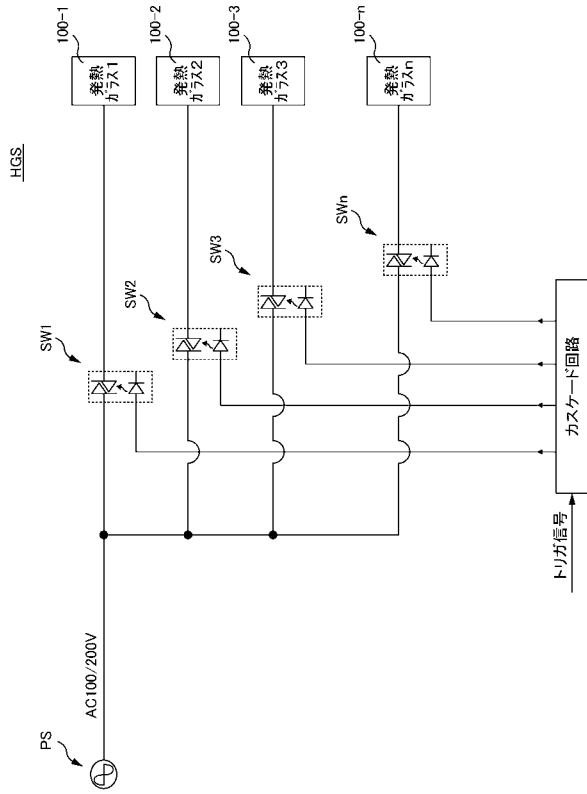 HGS
100-1
発熱
ガラス1
100-2
発熱
ガラス2
100-3
発熱
ガラス3
100-n
発熱
ガラスn
SW1
SW2
SW3
SWn
PS
AC100/200V
トリガ信号
カスケード回路